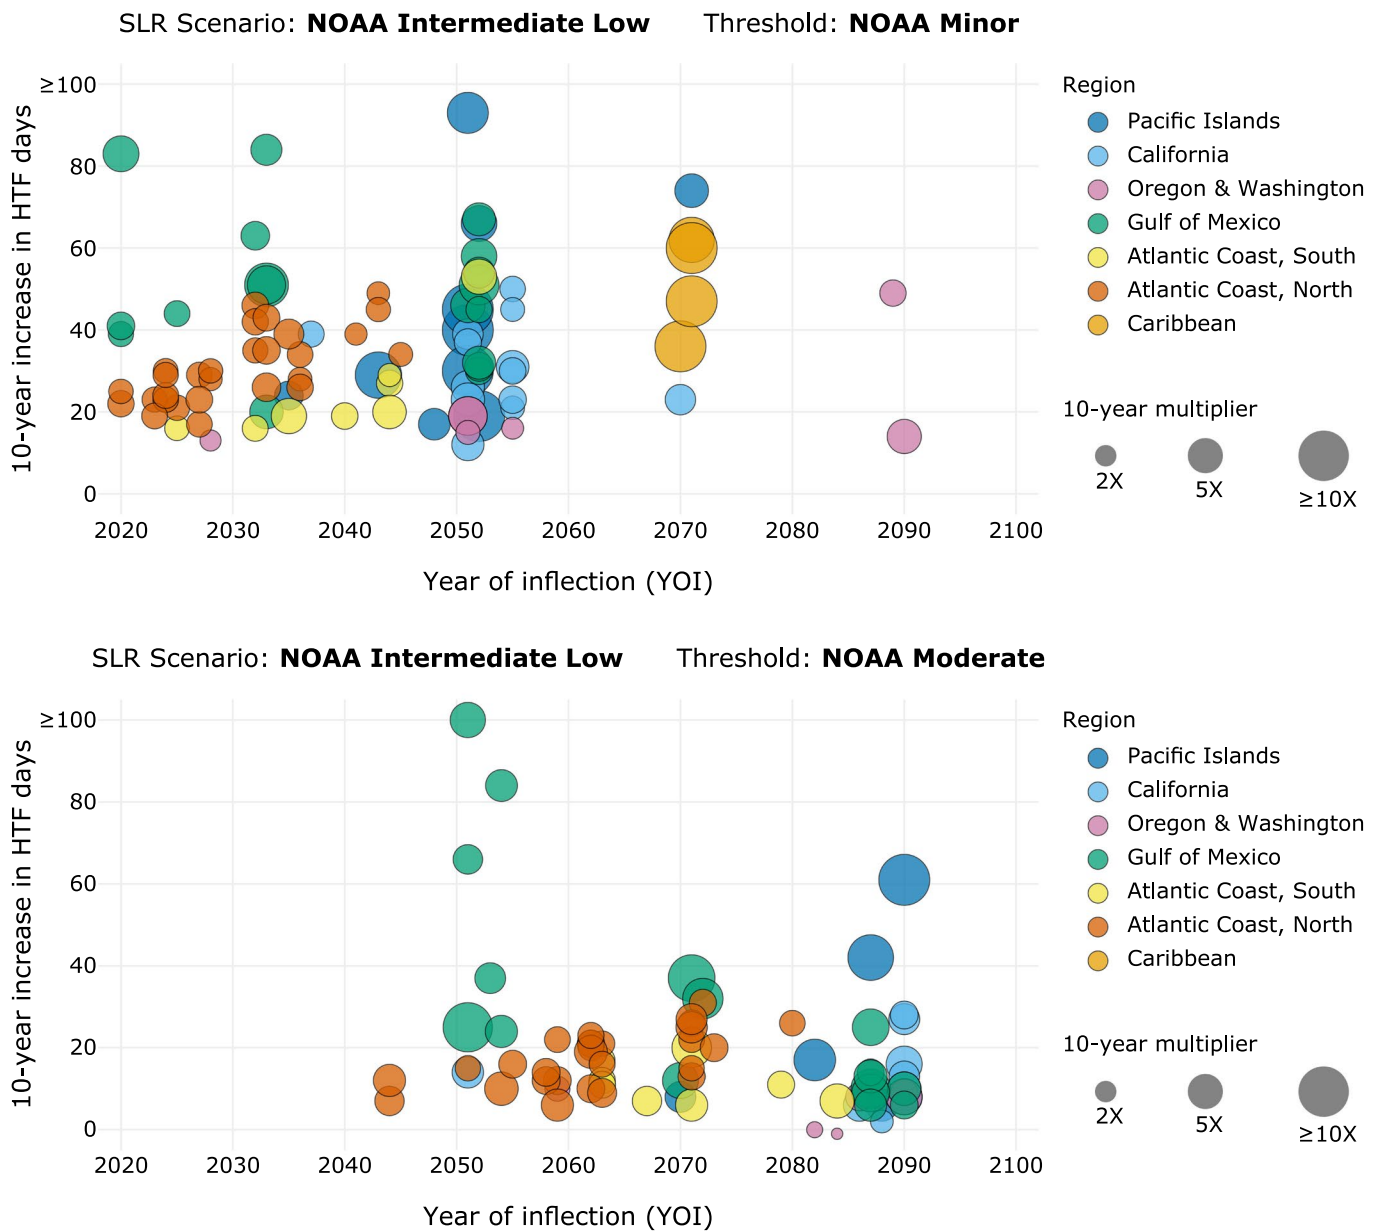 SLR Scenario: NOAA Intermediate Low Threshold: NOAA Minor
10-year increase in HTF days
≥100
80
60
40
20
0
2020 2030 2040 2050 2060 2070 2080 2090 2100
Year of inflection (YOI)
Region
Pacific Islands
California
Oregon & Washington
Gulf of Mexico
Atlantic Coast, South
Atlantic Coast, North
Caribbean
10-year multiplier
2X 5X ≥10X
SLR Scenario: NOAA Intermediate Low Threshold: NOAA Moderate
10-year increase in HTF days
≥100
80
60
40
20
0
2020 2030 2040 2050 2060 2070 2080 2090 2100
Year of inflection (YOI)
Region
Pacific Islands
California
Oregon & Washington
Gulf of Mexico
Atlantic Coast, South
Atlantic Coast, North
Caribbean
10-year multiplier
2X 5X ≥10X